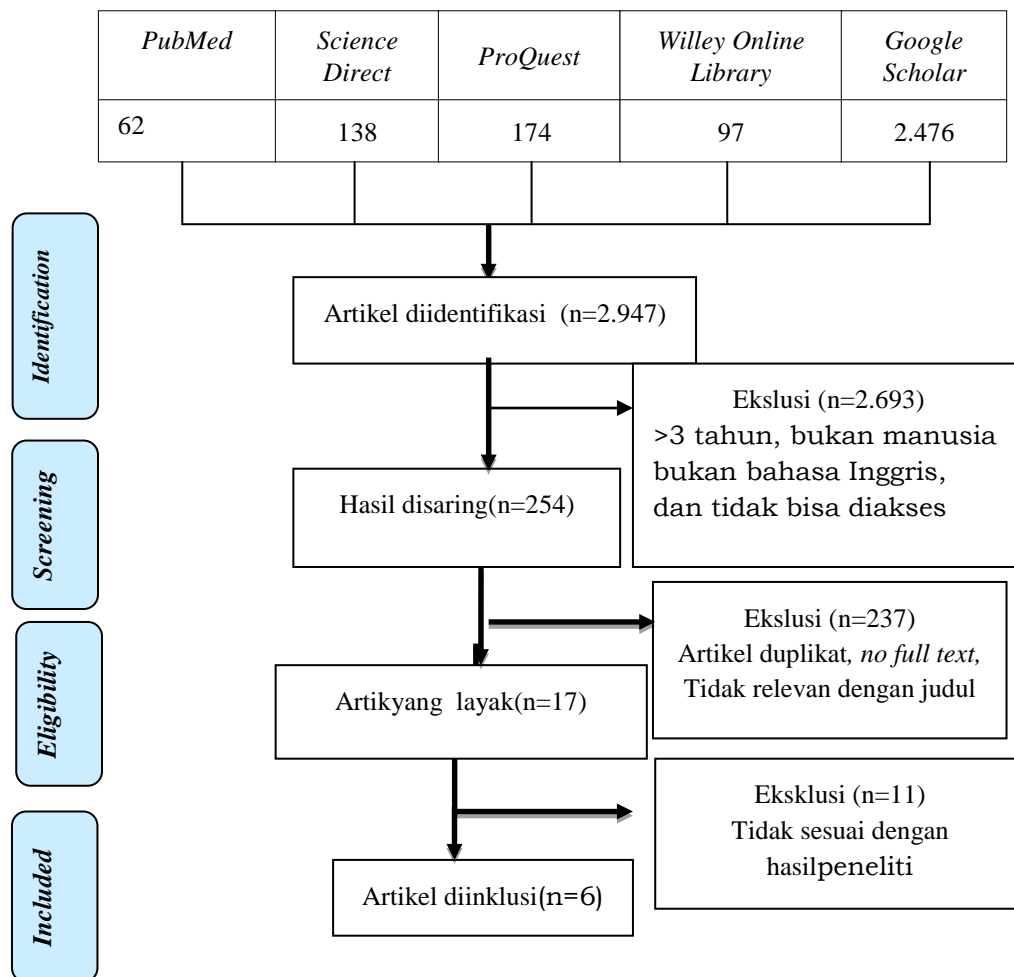 PubMed
Science
Direct
ProQuest
Willey Online
Library
Google
Scholar
62
138
174
97
2.476
Identification
Artikel diidentifikasi (n=2.947)
Ekslusi (n=2.693)
>3 tahun, bukan manusia
bukan bahasa Inggris,
dan tidak bisa diakses
Screening
Hasil disaring(n=254)
Ekslusi (n=237)
Artikel duplikat, no full text,
Tidak relevan dengan judul
Eligibility
Artikyang layak(n=17)
Eksklusi (n=11)
Tidak sesuai dengan
hasilpeneliti
Included
Artikel diinklusi(n=6)